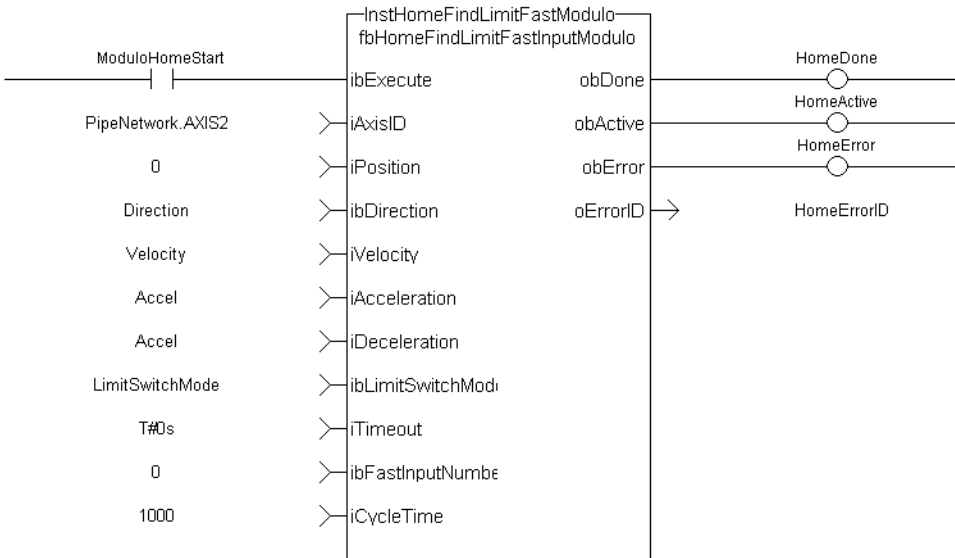 InstHomeFindLimitFastModulo
fbHomeFindLimitFastInputModulo
ModuloHomeStart ibExecute obDone HomeDone
PipeNetwork.AXIS2 iAxisID obActive HomeActive
0 iPosition obError HomeError
Direction ibDirection oErrorID HomeErrorID
Velocity iVelocity
Accel iAcceleration
Accel iDeceleration
LimitSwitchMode ibLimitSwitchMod
T#0s iTimeout
0 ibFastInputNumbe
1000 iCycleTime